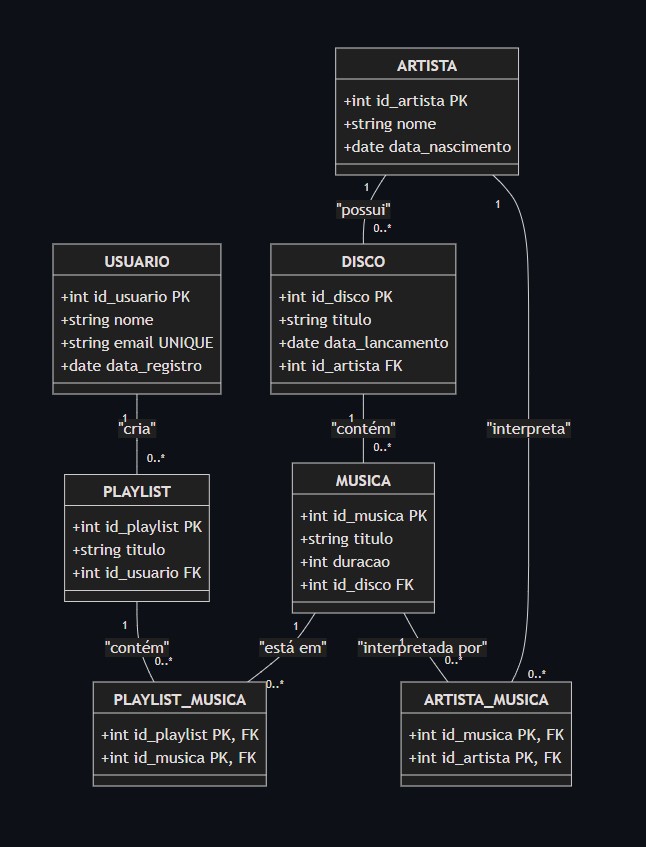 ARTISTA
+int id_artista PK
+string nome
+date data_nascimento
1
1
"possui"
0..*
USUARIO
+int id_usuario PK
+string nome
+string email UNIQUE
+date data_registro
DISCO
+int id_disco PK
+string titulo
+date data_lancamento
+int id_artista FK
1
"cria"
0..*
1
"contém"
0..*
"interpreta"
PLAYLIST
+int id_playlist PK
+string titulo
+int id_usuario FK
MUSICA
+int id_musica PK
+string titulo
+int duracao
+int id_disco FK
1
"contém"
0..*
1
"está em"
0..*
1
"interpretada por"
0..*
0..*
PLAYLIST_MUSICA
+int id_playlist PK, FK
+int id_musica PK, FK
ARTISTA_MUSICA
+int id_musica PK, FK
+int id_artista PK, FK